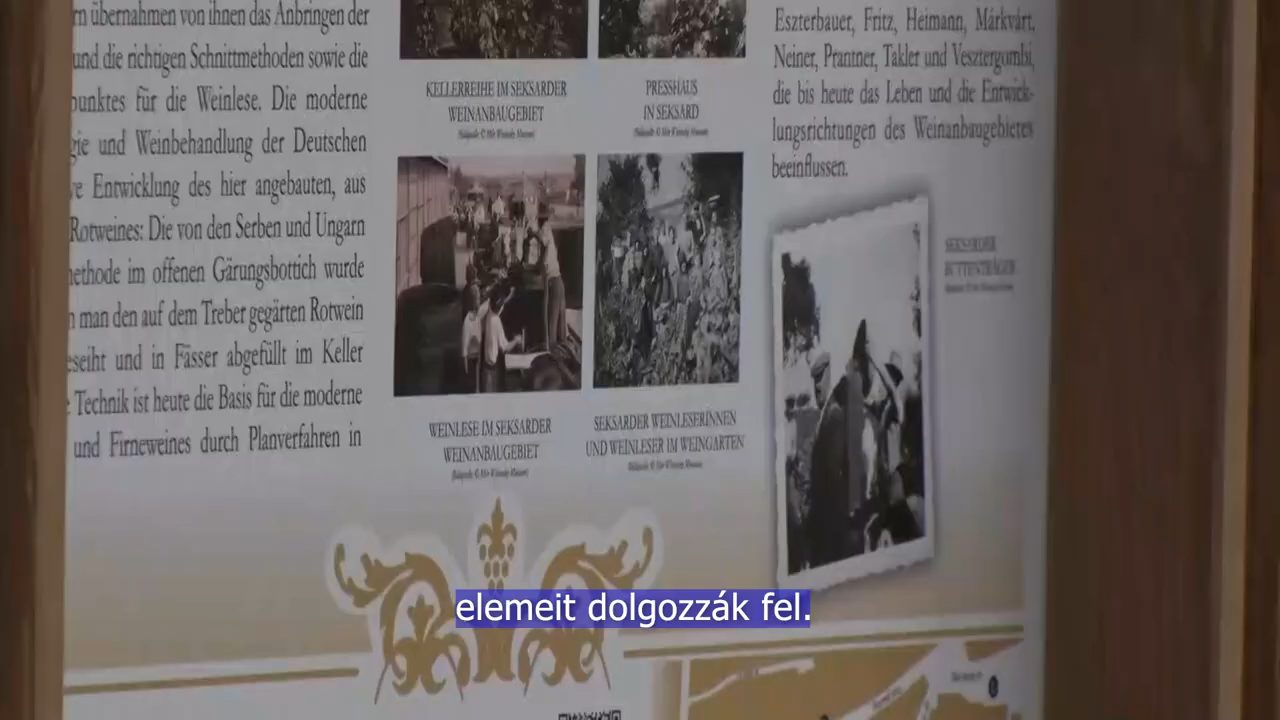 rn übernahmen von ihnen das Anbringen der
und die richtigen Schnittmethoden sowie die
punktes für die Weinlese. Die moderne
gie und Weinbehandlung der Deutschen
ve Entwicklung des hier angebauten, aus
Rotweines: Die von den Serben und Ungarn
ethode im offenen Gärungsbottich wurde
n man den auf dem Treber gegärten Rotwein
eseiht und in Fässer abgefüllt im Keller
Technik ist heute die Basis für die moderne
und Firneweines durch Planverfahren in
KELLERREIHE IM SEKSARDER
WEINANBAUGEBIET
PRESSHAUS
IN SEKSARD
WEINLESE IM SEKSARDER
WEINANBAUGEBIET
SEKSARDER WEINLESERINNEN
UND WEINLESER IM WEINGARTEN
Eszterbauer, Fritz, Heimann, Márkvárt,
Neiner, Prantner, Takler und Vesztergombi,
die bis heute das Leben und die Entwick-
lungsrichtungen des Weinanbaugebietes
beeinflussen.
SEKSARDER
BUTTENTRÄGER
elemeit dolgozzák fel.